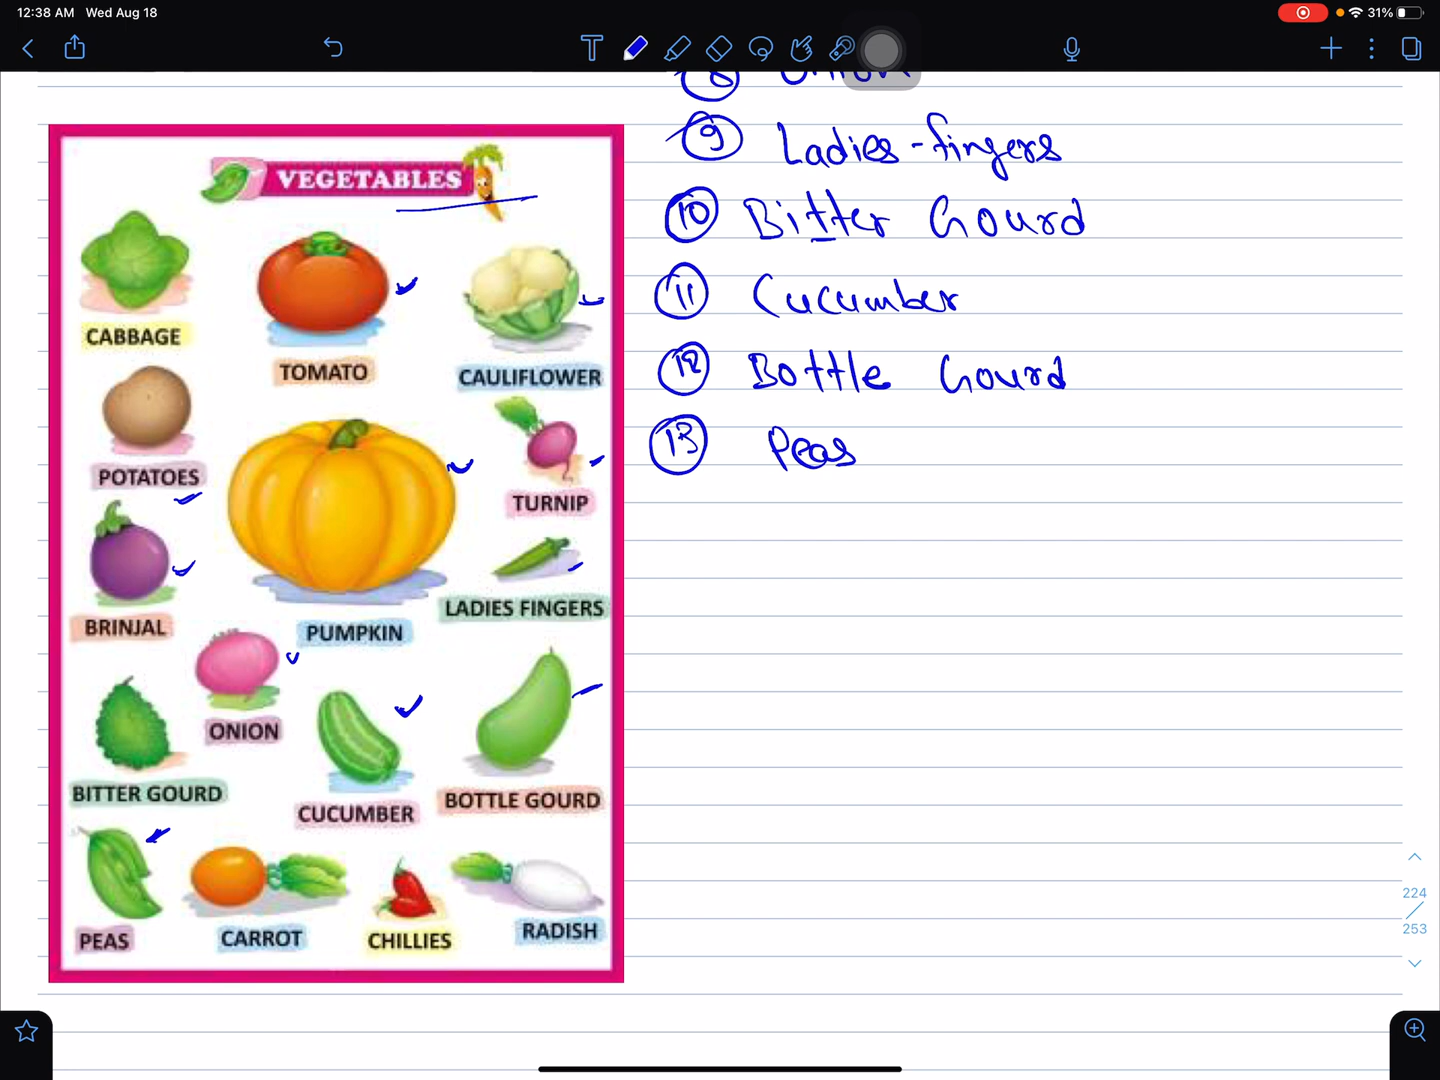 12:38 AM Wed Aug 18
31%
T
8 Onion
9 Ladies-fingers
10 Bitter Gourd
11 Cucumber
12 Bottle Gourd
13 Peas
VEGETABLES
CABBAGE
TOMATO
CAULIFLOWER
POTATOES
TURNIP
BRINJAL
PUMPKIN
LADIES FINGERS
ONION
BITTER GOURD
CUCUMBER
BOTTLE GOURD
PEAS
CARROT
CHILLIES
RADISH
224
253